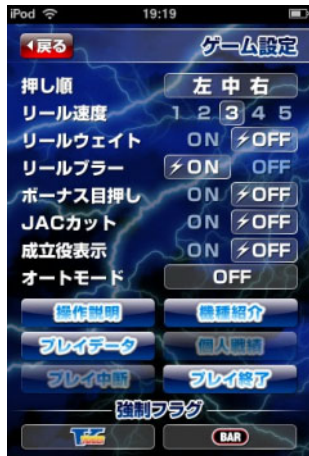 iPod 19:19
戻る ゲーム設定
押し順 左 中 右
リール速度 1 2 3 4 5
リールウェイト ON OFF
リールブラー ON OFF
ボーナス目押し ON OFF
JACカット ON OFF
成立役表示 ON OFF
オートモード OFF
操作説明 機種紹介
プレイデータ 個人戦績
プレイ中断 プレイ終了
強制フラグ
BAR